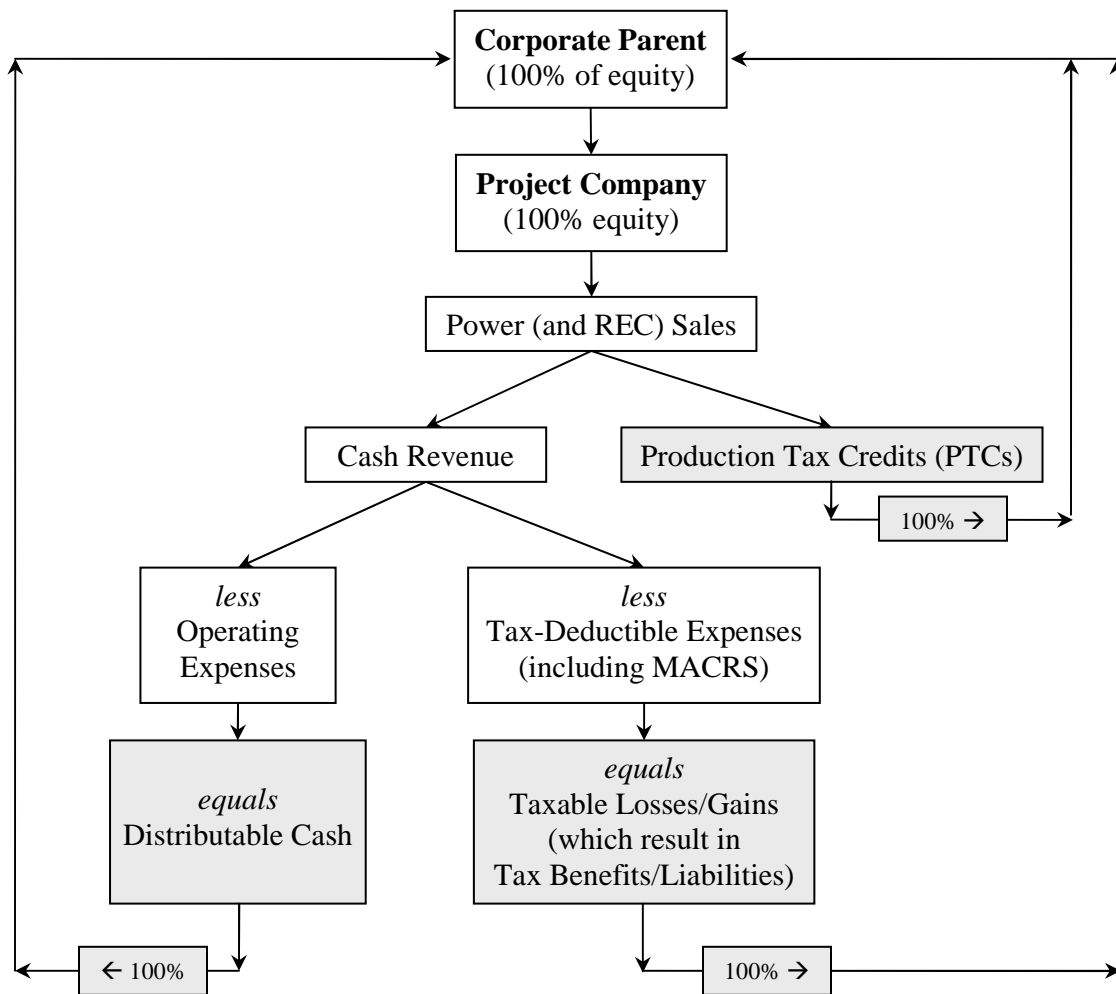 Corporate Parent
(100% of equity)
Project Company
(100% equity)
Power (and REC) Sales
Cash Revenue
Production Tax Credits (PTCs)
100% →
less
Operating
Expenses
less
Tax-Deductible Expenses
(including MACRS)
equals
Distributable Cash
equals
Taxable Losses/Gains
(which result in
Tax Benefits/Liabilities)
← 100%
100% →